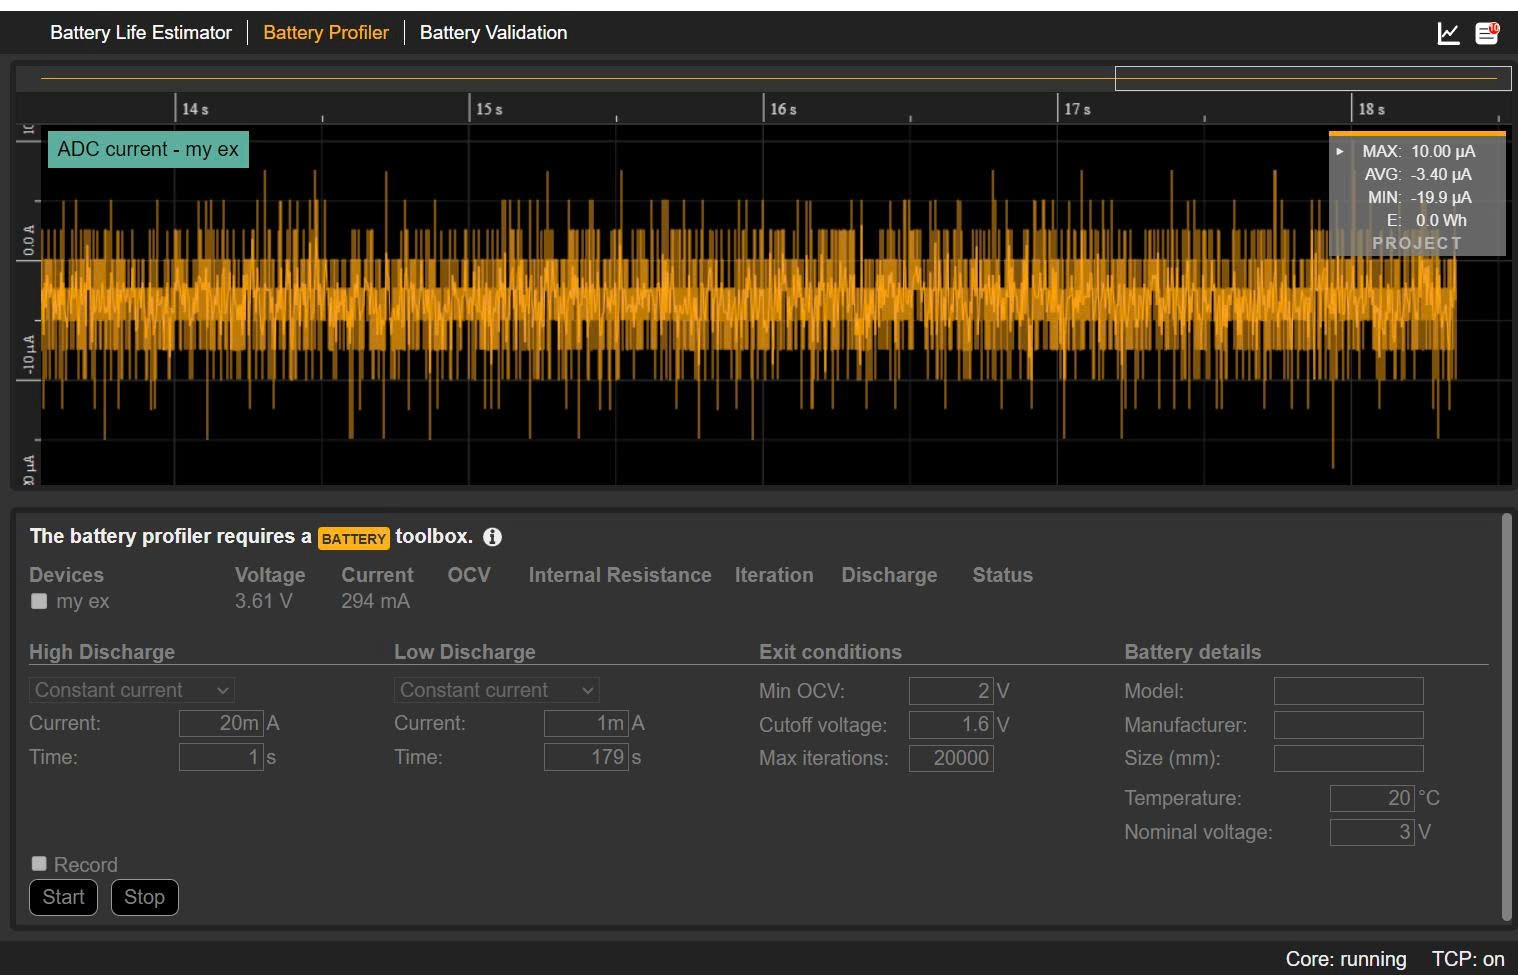 Battery Life Estimator | Battery Profiler | Battery Validation
10
14 s 15 s 16 s 17 s 18 s
ADC current - my ex
MAX: 10.00 µA
AVG: -3.40 µA
MIN: -19.9 µA
E: 0.0 Wh
PROJECT
0.0 A
-10 µA
The battery profiler requires a BATTERY toolbox.
Devices Voltage Current OCV Internal Resistance Iteration Discharge Status
my ex 3.61 V 294 mA
High Discharge Low Discharge Exit conditions Battery details
Constant current Constant current Min OCV: 2 V Model:
Current: 20m A Current: 1m A Cutoff voltage: 1.6 V Manufacturer:
Time: 1 s Time: 179 s Max iterations: 20000 Size (mm):
Temperature: 20 °C
Nominal voltage: 3 V
Record
Start Stop
Core: running TCP: on